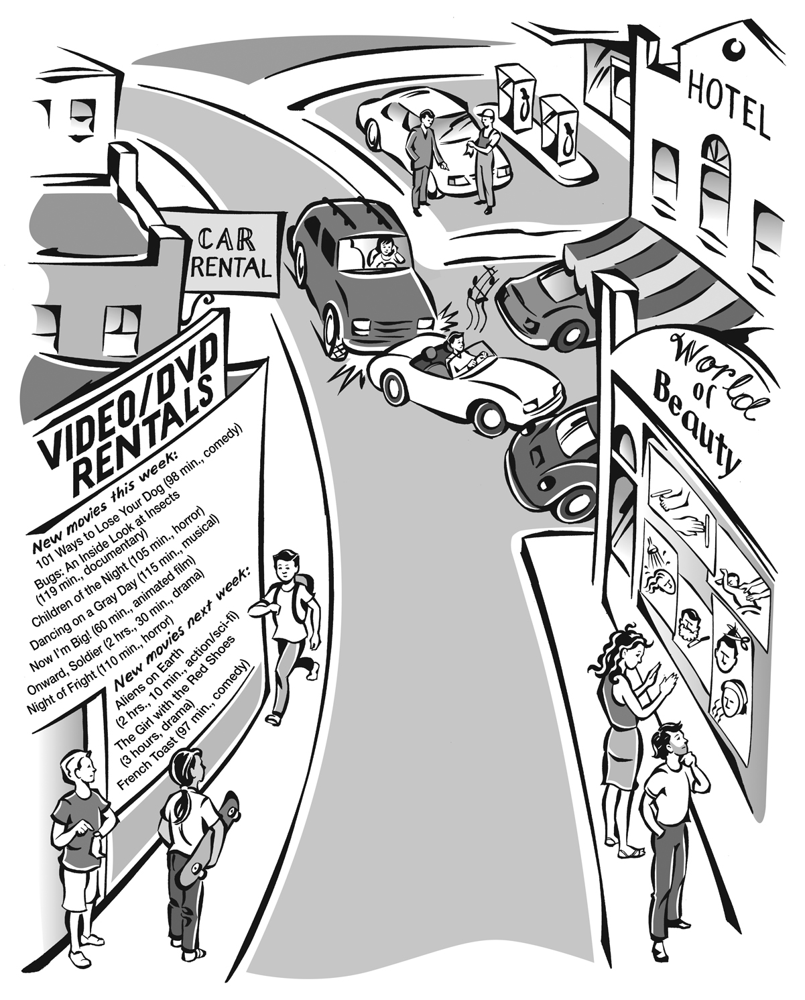 HOTEL
CAR
RENTAL
World
of
Beauty
VIDEO/DVD
RENTALS
New movies this week:
101 Ways to Lose Your Dog (98 min., comedy)
Bugs: An Inside Look at Insects
(119 min., documentary)
Children of the Night (105 min., horror)
Dancing on a Gray Day (115 min., musical)
Now I'm Big! (60 min., animated film)
Onward, Soldier (2 hrs., 30 min., drama)
Night of Fright (110 min., horror)
New movies next week:
Aliens on Earth
(2 hrs., 10 min., action/sci-fi)
The Girl with the Red Shoes
(3 hours, drama)
French Toast (97 min., comedy)